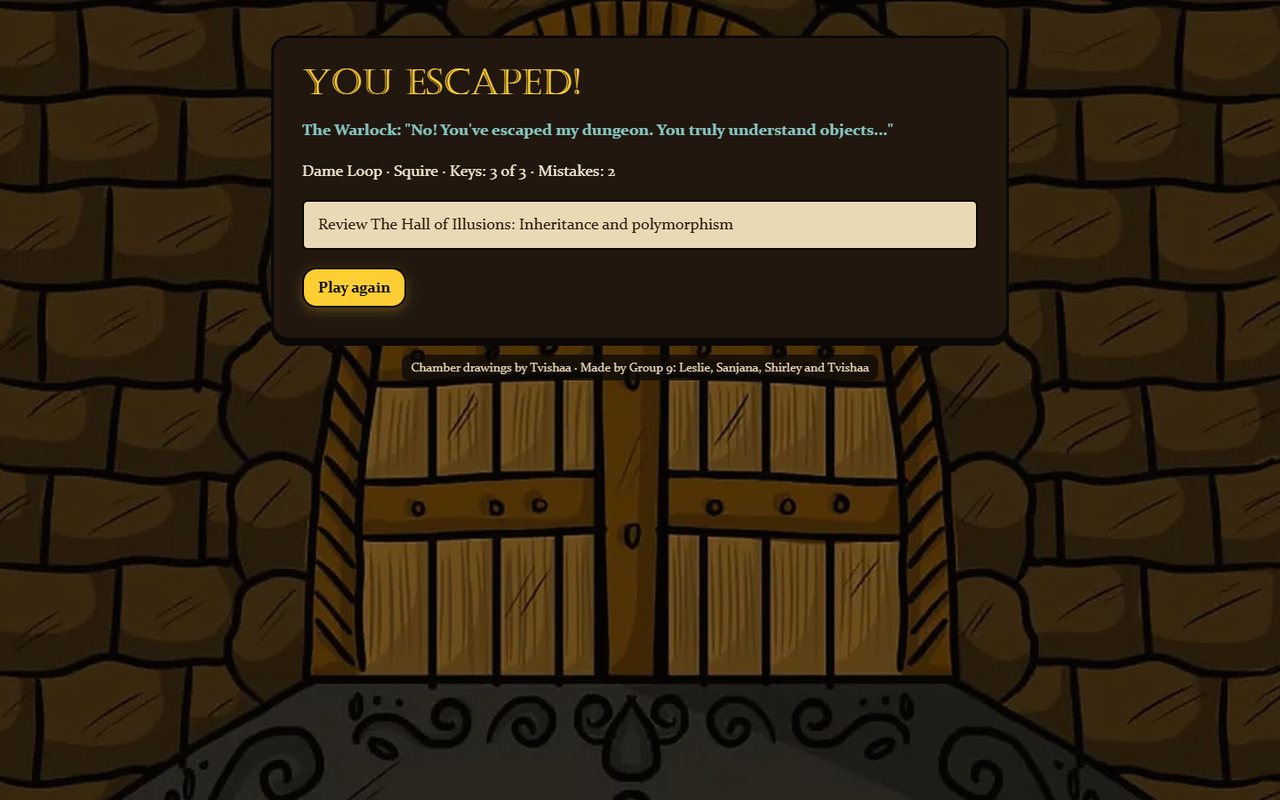 YOU ESCAPED!
The Warlock: "No! You've escaped my dungeon. You truly understand objects..."
Dame Loop · Squire · Keys: 3 of 3 · Mistakes: 2
Review The Hall of Illusions: Inheritance and polymorphism
Play again
Chamber drawings by Tvishaa · Made by Group 9: Leslie, Sanjana, Shirley and Tvishaa